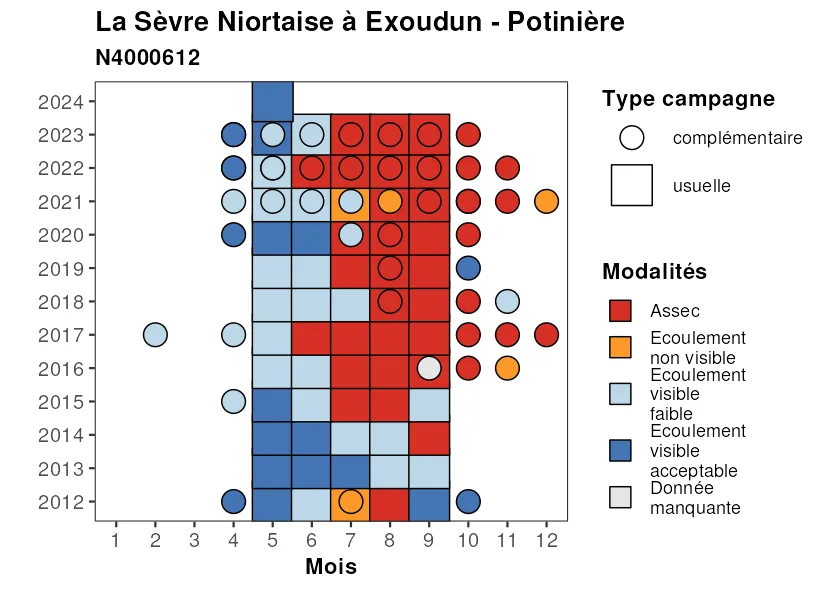 La Sèvre Niortaise à Exoudun - Potinière
N4000612
2024
2023
2022
2021
2020
2019
2018
2017
2016
2015
2014
2013
2012
1 2 3 4 5 6 7 8 9 10 11 12
Mois
Type campagne
complémentaire
usuelle
Modalités
Assec
Ecoulement
non visible
Ecoulement
visible
faible
Ecoulement
visible
acceptable
Donnée
manquante